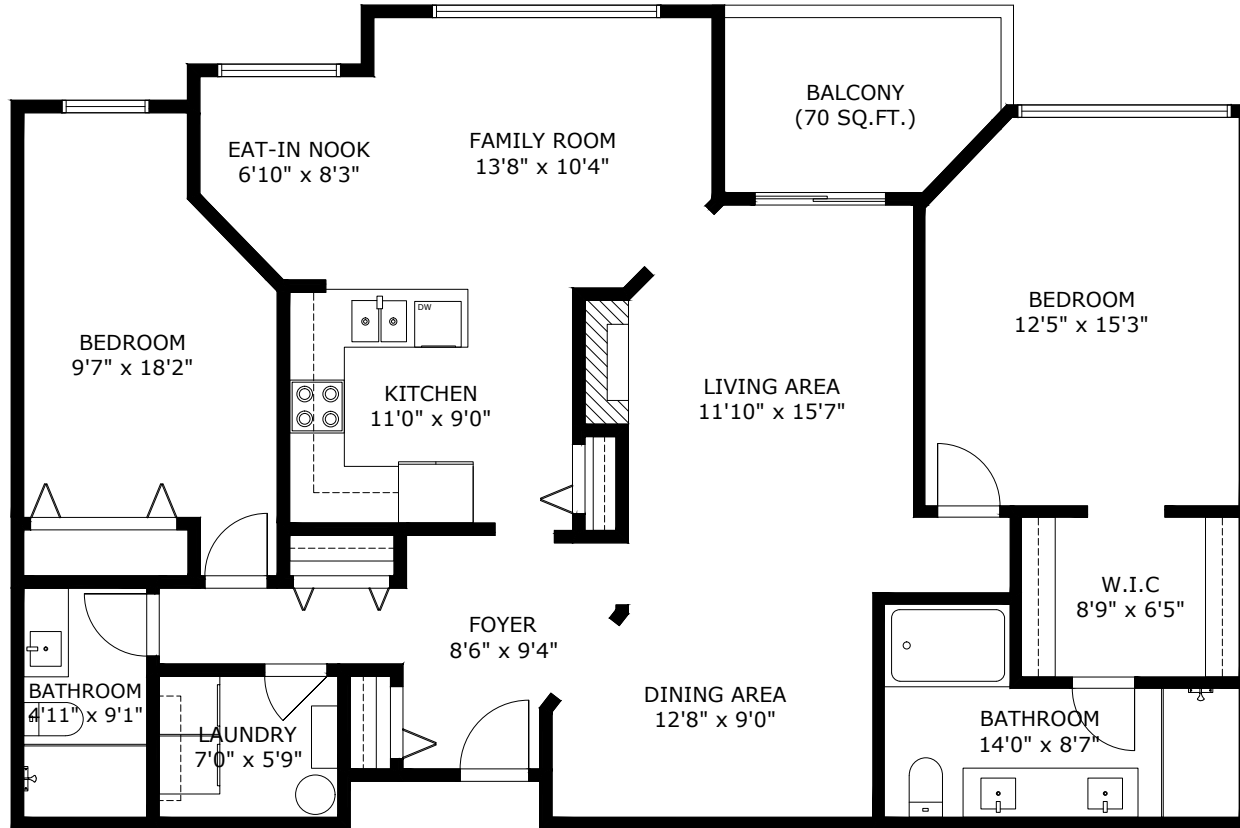 BALCONY
(70 SQ.FT.)
EAT-IN NOOK
6'10" x 8'3"
FAMILY ROOM
13'8" x 10'4"
BEDROOM
9'7" x 18'2"
DW
KITCHEN
11'0" x 9'0"
LIVING AREA
11'10" x 15'7"
BEDROOM
12'5" x 15'3"
W.I.C
8'9" x 6'5"
FOYER
8'6" x 9'4"
BATHROOM
4'11" x 9'1"
LAUNDRY
7'0" x 5'9"
DINING AREA
12'8" x 9'0"
BATHROOM
14'0" x 8'7"